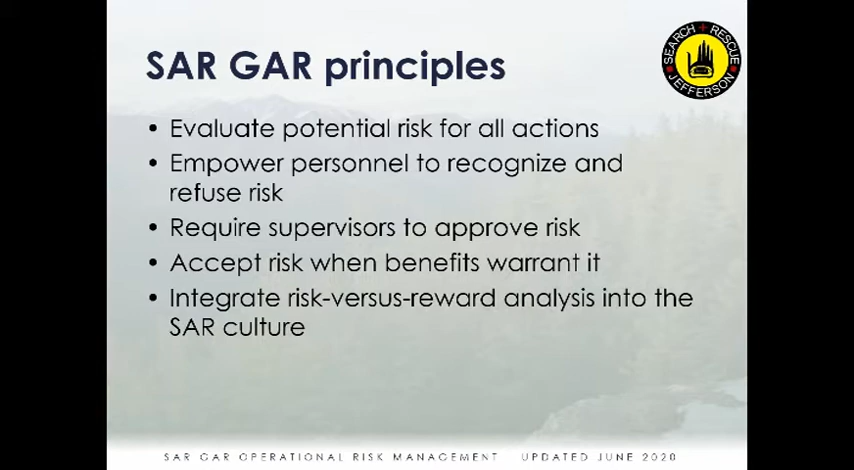 SAR GAR principles
SEARCH + RESCUE
JEFFERSON
• Evaluate potential risk for all actions
• Empower personnel to recognize and
refuse risk
• Require supervisors to approve risk
• Accept risk when benefits warrant it
• Integrate risk-versus-reward analysis into the
SAR culture
SAR GAR OPERATIONAL RISK MANAGEMENT UPDATED JUNE 2020